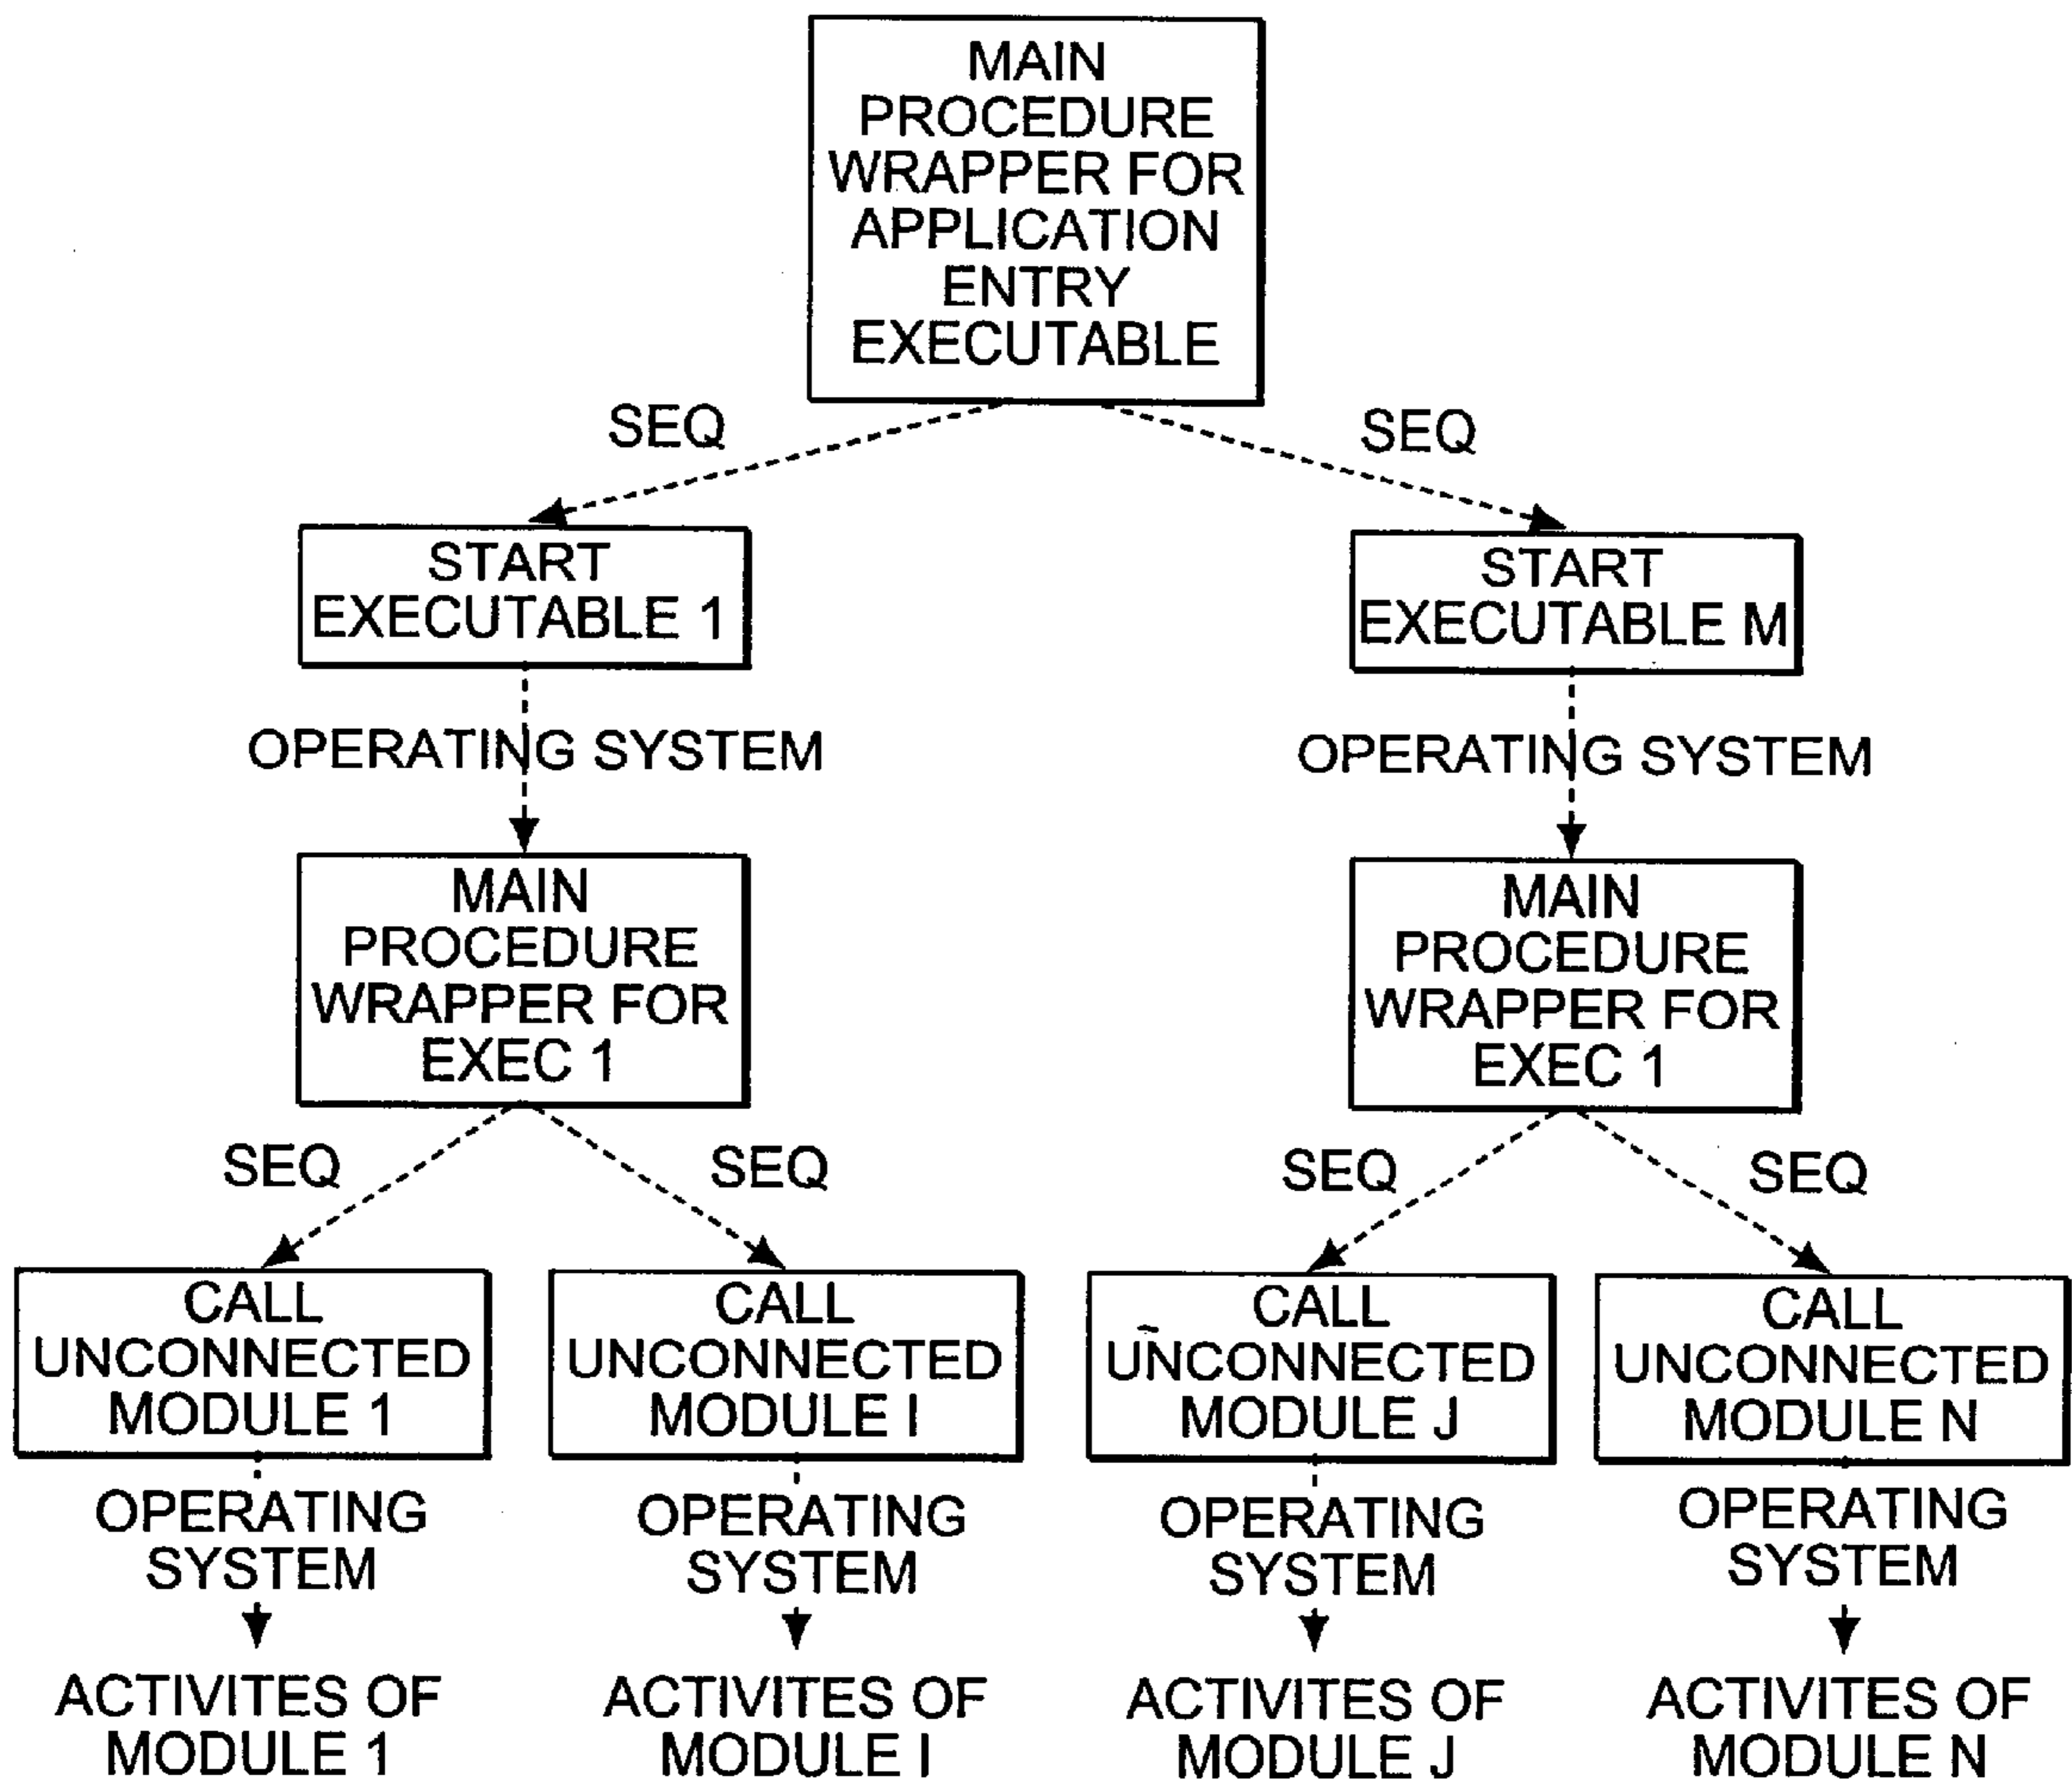 MAIN
PROCEDURE
WRAPPER FOR
APPLICATION
ENTRY
EXECUTABLE
SEQ
SEQ
START
EXECUTABLE 1
START
EXECUTABLE M
OPERATING SYSTEM
OPERATING SYSTEM
MAIN
PROCEDURE
WRAPPER FOR
EXEC 1
MAIN
PROCEDURE
WRAPPER FOR
EXEC 1
SEQ
SEQ
SEQ
SEQ
CALL
UNCONNECTED
MODULE 1
CALL
UNCONNECTED
MODULE I
CALL
UNCONNECTED
MODULE J
CALL
UNCONNECTED
MODULE N
OPERATING
SYSTEM
OPERATING
SYSTEM
OPERATING
SYSTEM
OPERATING
SYSTEM
ACTIVITES OF
MODULE 1
ACTIVITES OF
MODULE I
ACTIVITES OF
MODULE J
ACTIVITES OF
MODULE N